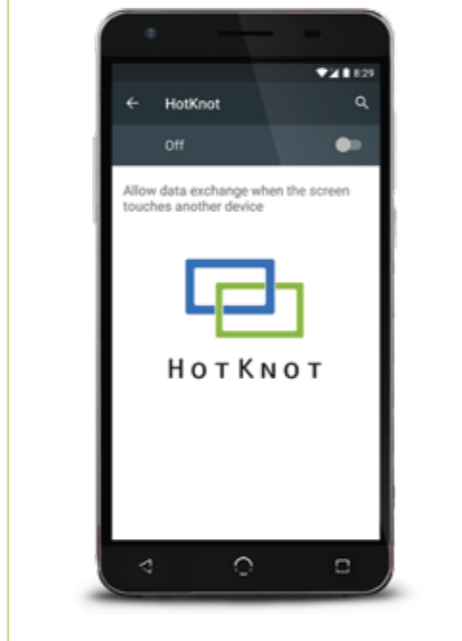 8:29
HotKnot
Off
Allow data exchange when the screen
touches another device
HOTKNOT